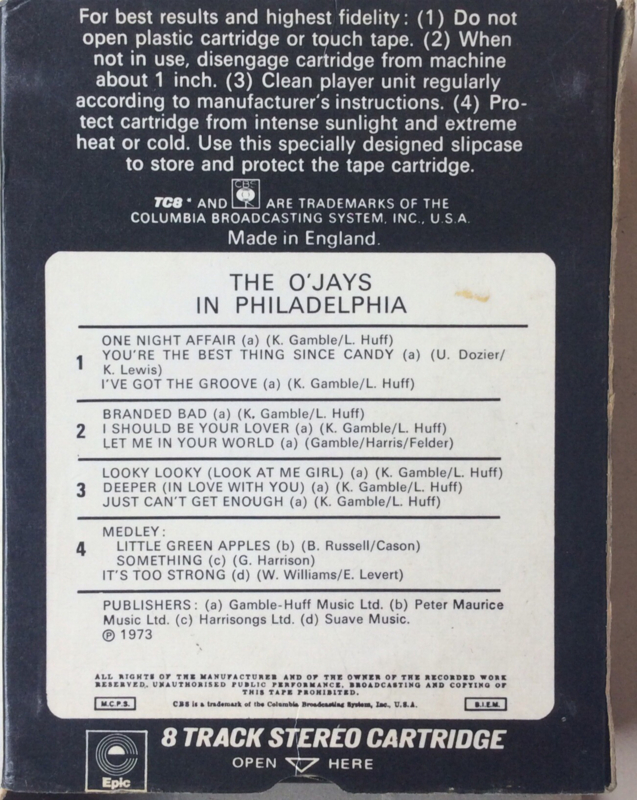 For best results and highest fidelity: (1) Do not
open plastic cartridge or touch tape. (2) When
not in use, disengage cartridge from machine
about 1 inch. (3) Clean player unit regularly
according to manufacturer's instructions. (4) Pro-
tect cartridge from intense sunlight and extreme
heat or cold. Use this specially designed slipcase
to store and protect the tape cartridge.
TC8* AND CBS ARE TRADEMARKS OF THE
COLUMBIA BROADCASTING SYSTEM, INC., U.S.A.
Made in England.
THE O'JAYS
IN PHILADELPHIA
1
ONE NIGHT AFFAIR (a) (K. Gamble/L. Huff)
YOU'RE THE BEST THING SINCE CANDY (a) (U. Dozier/
K. Lewis)
I'VE GOT THE GROOVE (a) (K. Gamble/L. Huff)
2
BRANDED BAD (a) (K. Gamble/L. Huff)
I SHOULD BE YOUR LOVER (a) (K. Gamble/L. Huff)
LET ME IN YOUR WORLD (a) (Gamble/Harris/Felder)
3
LOOKY LOOKY (LOOK AT ME GIRL) (a) (K. Gamble/L. Huff)
DEEPER (IN LOVE WITH YOU) (a) (K. Gamble/L. Huff)
JUST CAN'T GET ENOUGH (a) (K. Gamble/L. Huff)
4
MEDLEY:
LITTLE GREEN APPLES (b) (B. Russell/Cason)
SOMETHING (c) (G. Harrison)
IT'S TOO STRONG (d) (W. Williams/E. Levert)
PUBLISHERS: (a) Gamble-Huff Music Ltd. (b) Peter Maurice
Music Ltd. (c) Harrisongs Ltd. (d) Suave Music.
℗ 1973
ALL RIGHTS OF THE MANUFACTURER AND OF THE OWNER OF THE RECORDED WORK
RESERVED, UNAUTHORISED PUBLIC PERFORMANCE, BROADCASTING AND COPYING OF
THIS TAPE PROHIBITED.
M.C.P.S. CBS is a trademark of the Columbia Broadcasting System, Inc., U.S.A. B.I.E.M.
8 TRACK STEREO CARTRIDGE
OPEN HERE
Epic